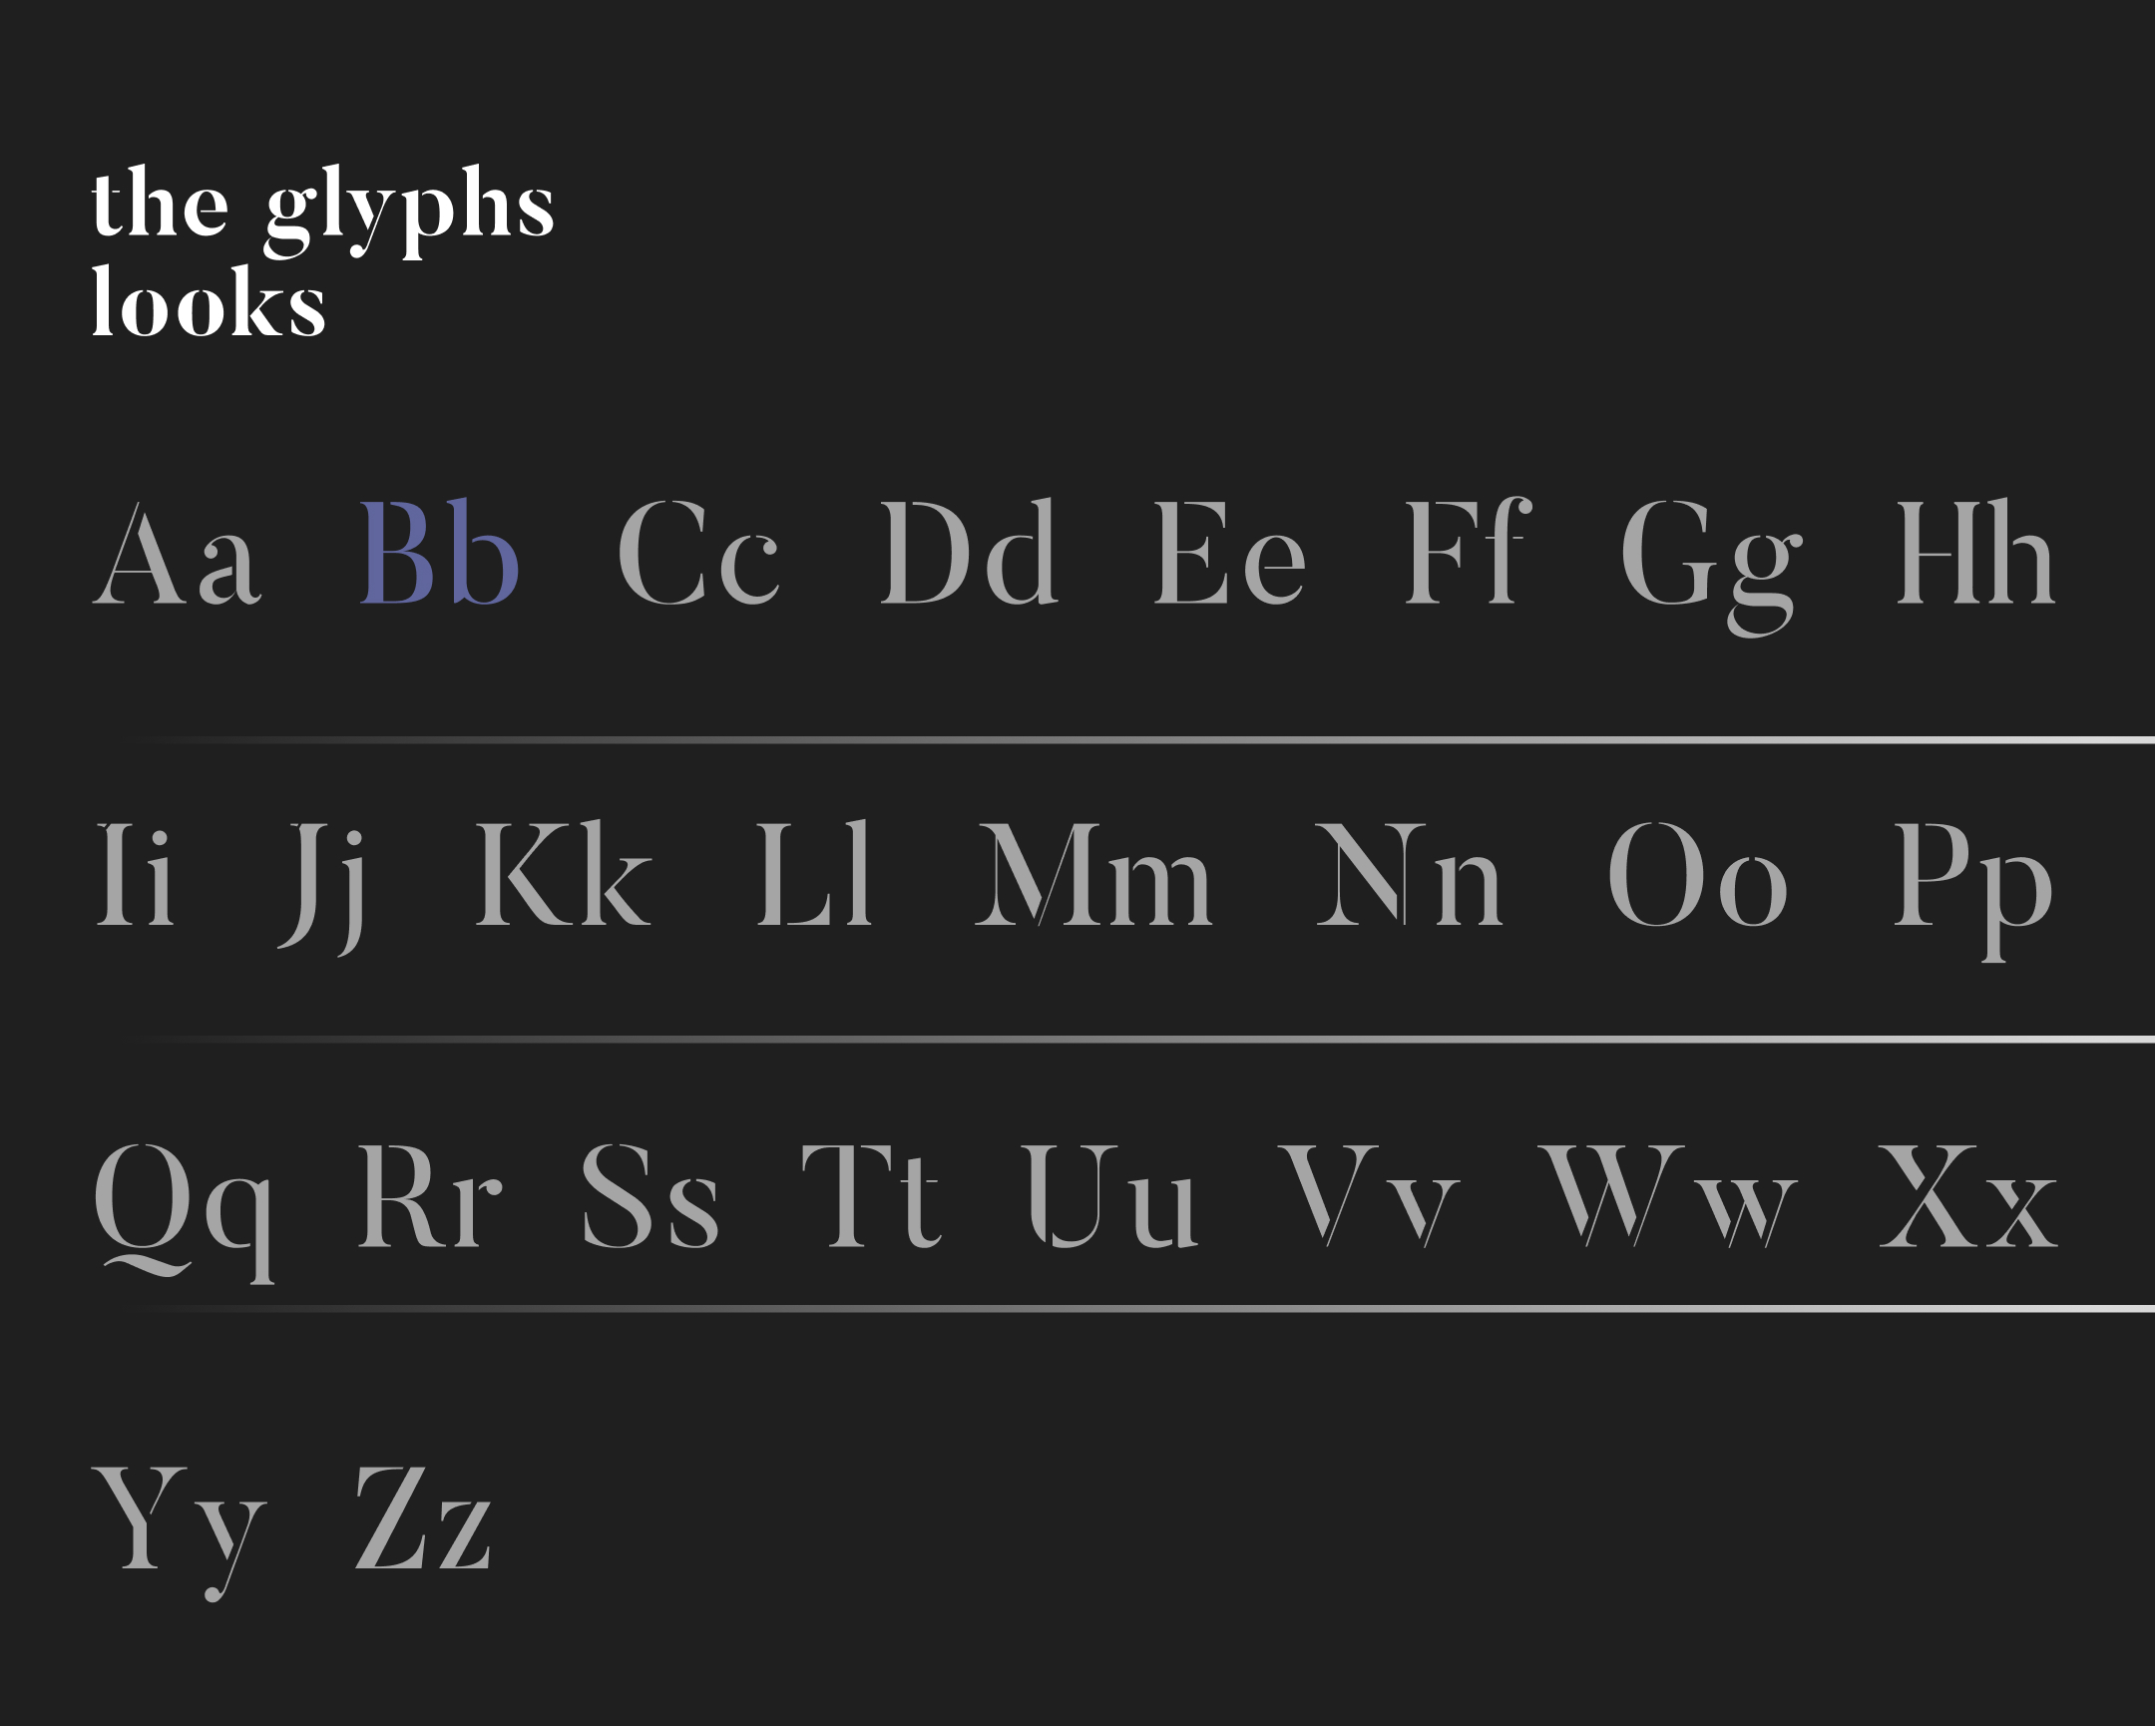 the glyphs
looks
Aa Bb Cc Dd Ee Ff Gg Hh
Ii Jj Kk Ll Mm Nn Oo Pp
Qq Rr Ss Tt Uu Vv Ww Xx
Yy Zz